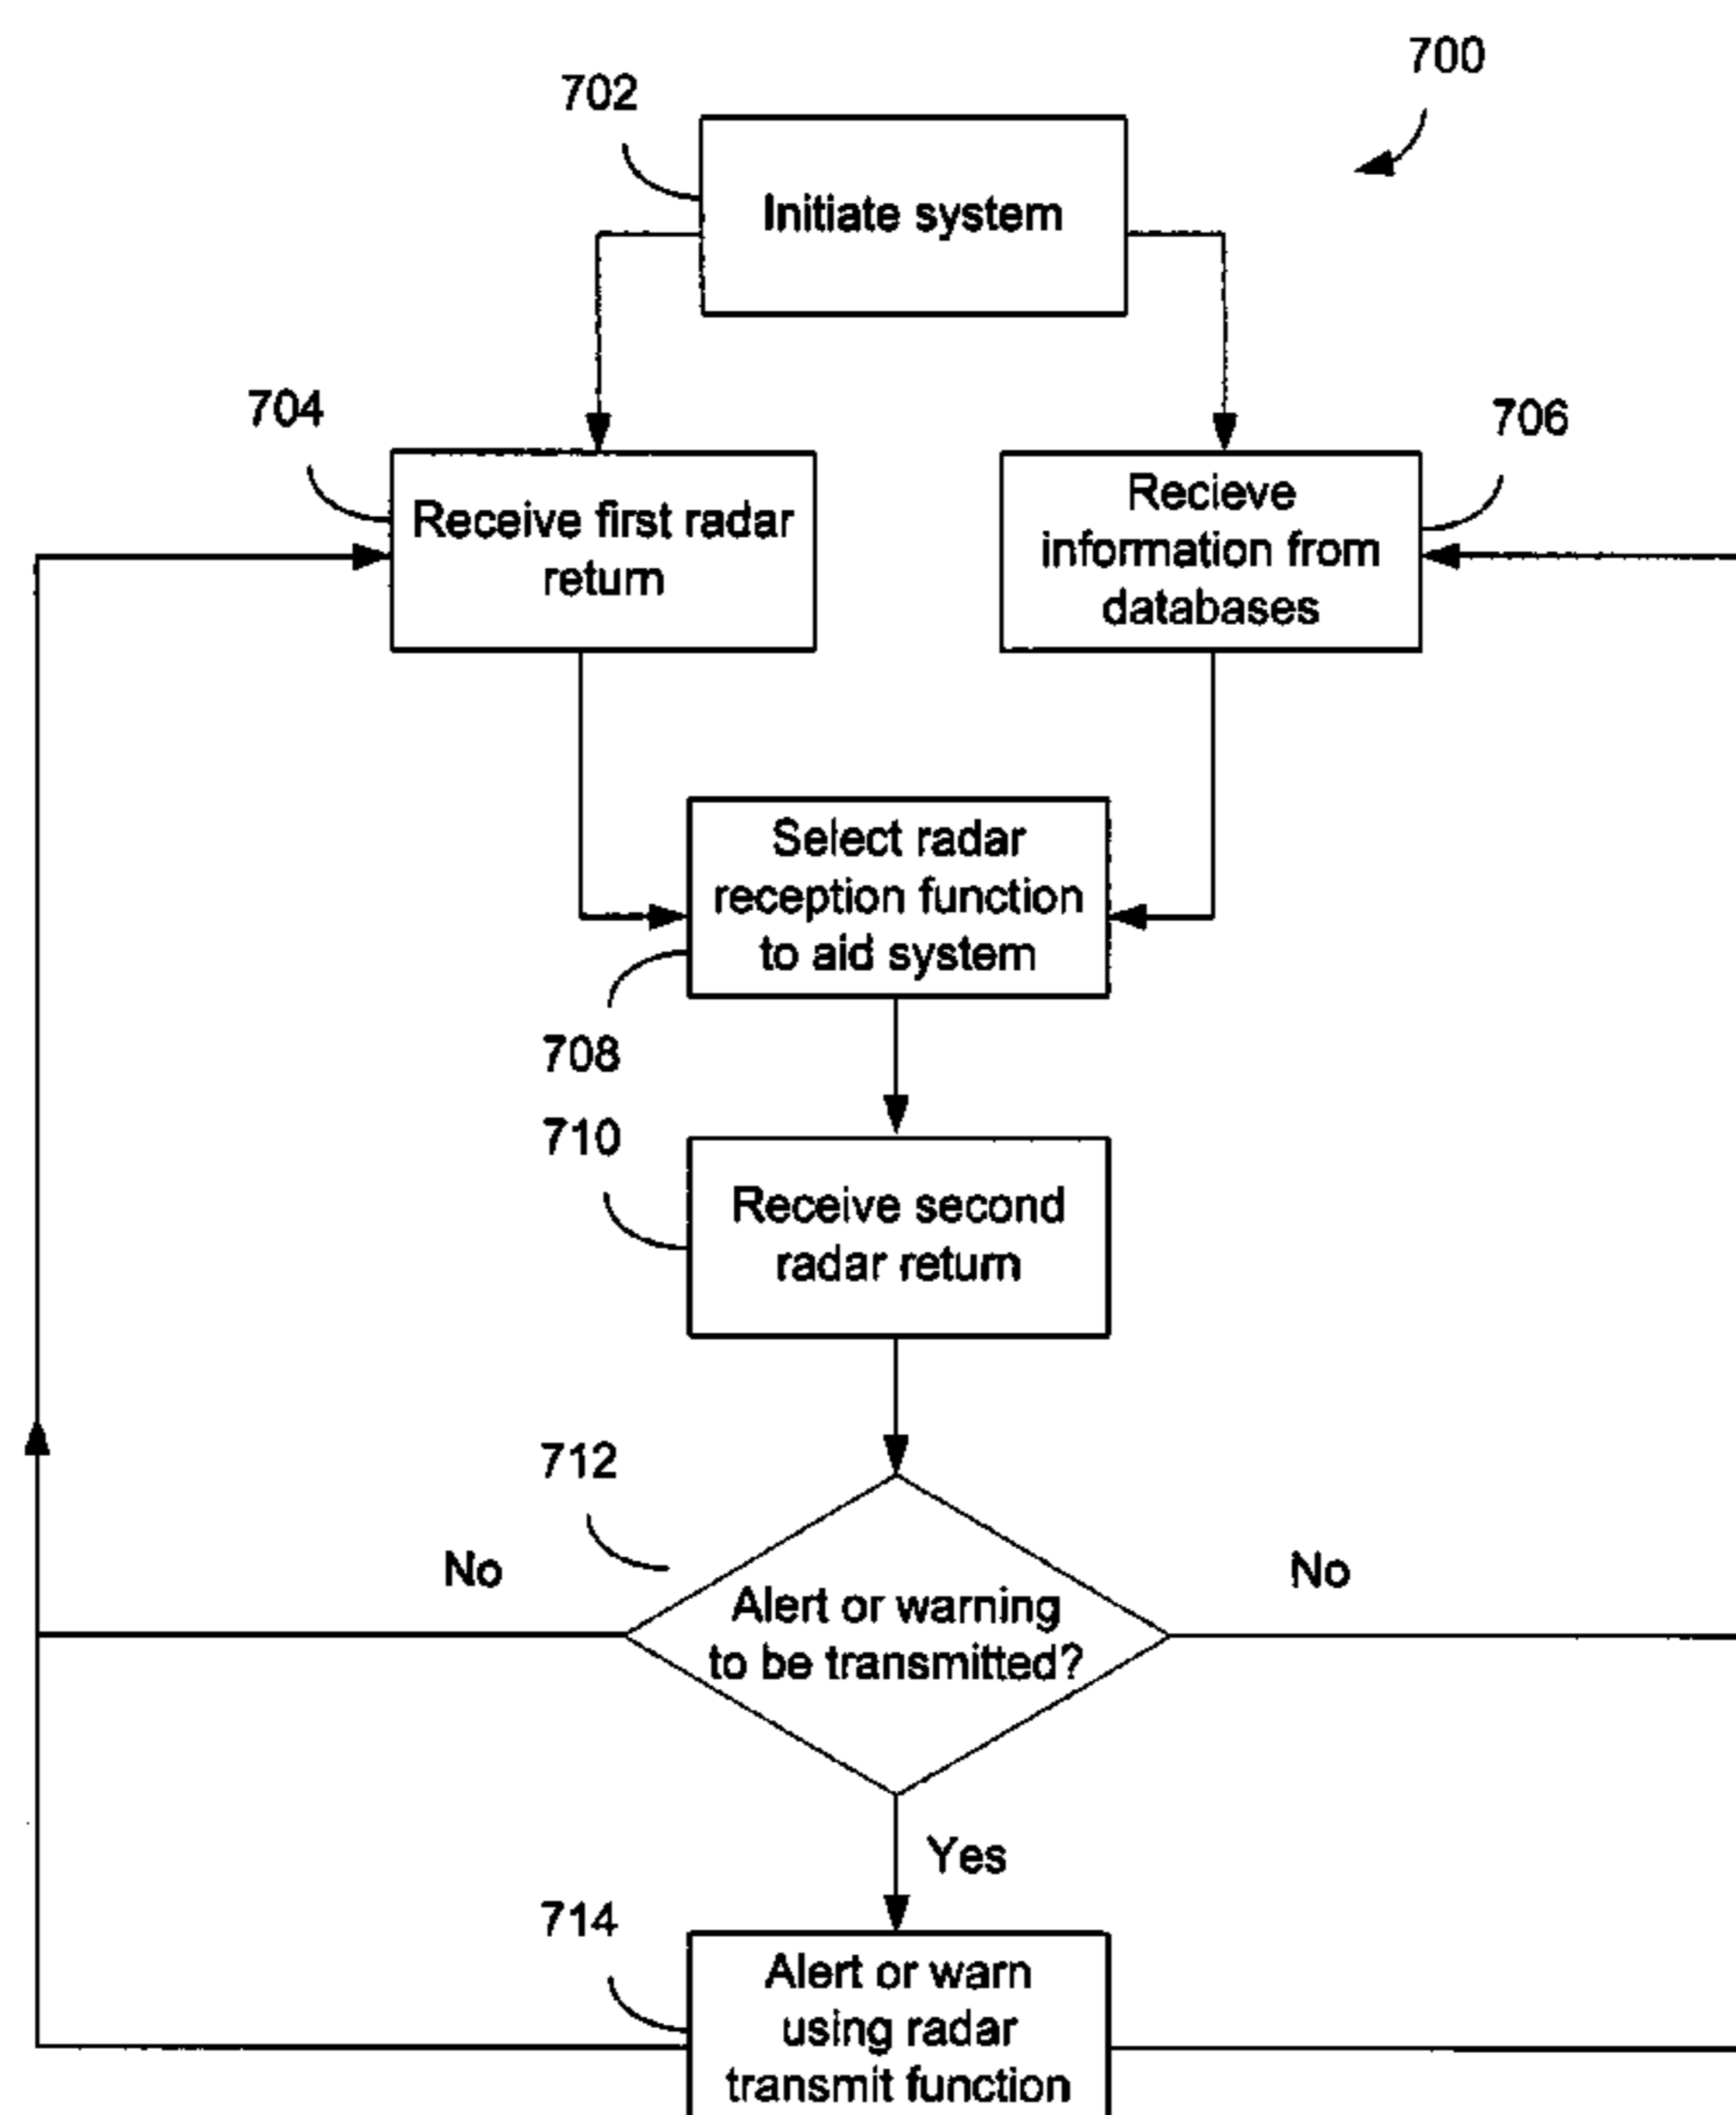 700
702
Initiate system
704
Receive first radar
return
706
Recieve
information from
databases
Select radar
reception function
to aid system
708
710
Receive second
radar return
712
No
No
Alert or warning
to be transmitted?
Yes
714
Alert or warn
using radar
transmit function